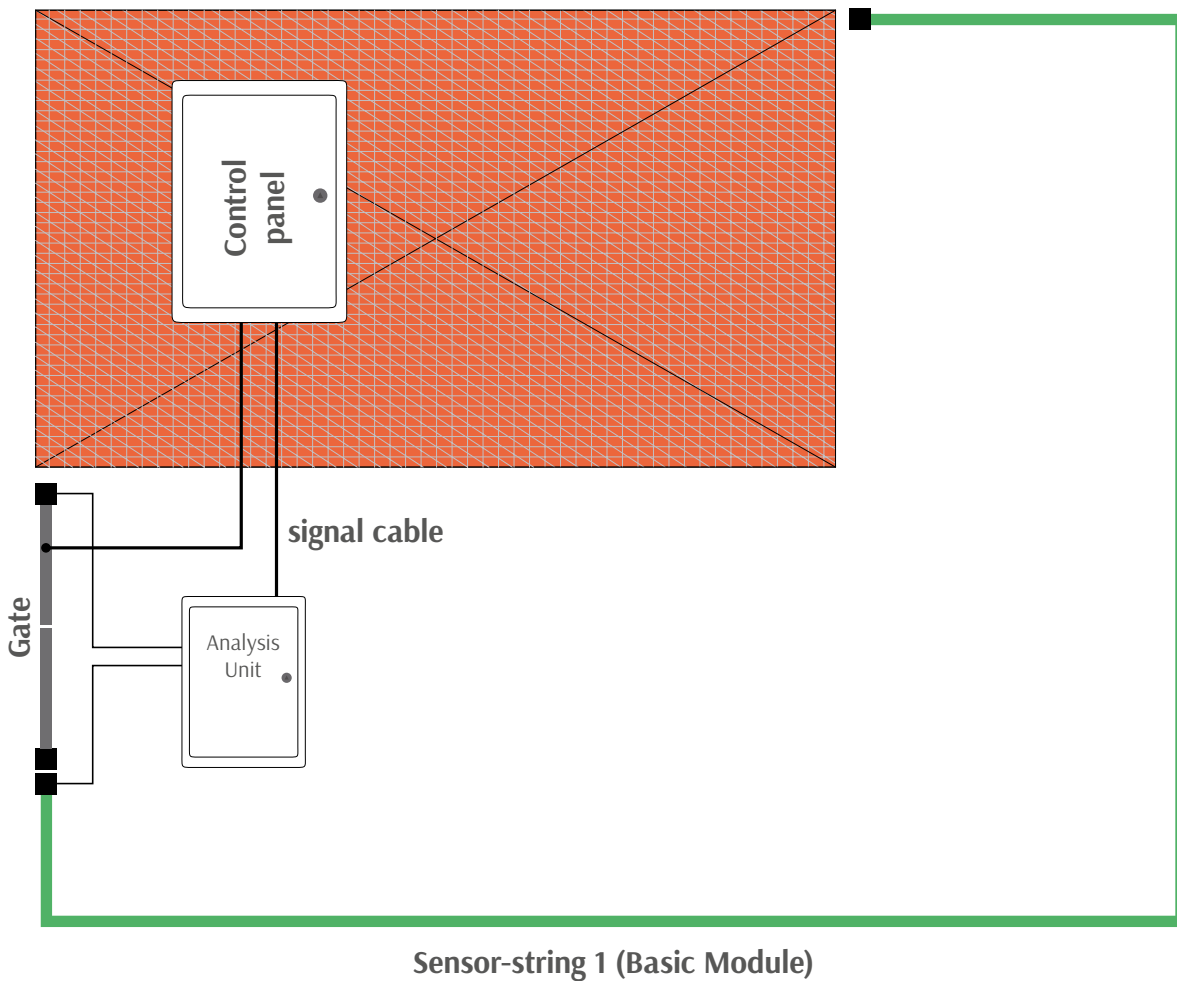 Control
panel
signal cable
Gate
Analysis
Unit
Sensor-string 1 (Basic Module)